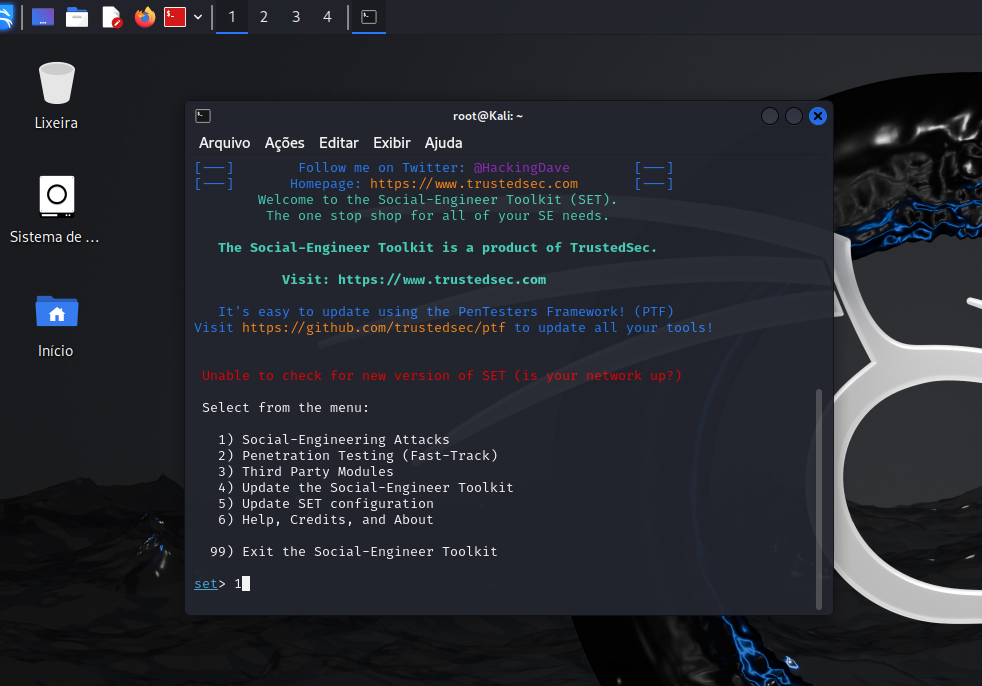 1 2 3 4
Lixeira
Sistema de ...
Início
root@Kali: ~
Arquivo Ações Editar Exibir Ajuda
[---] Follow me on Twitter: @HackingDave [---]
[---] Homepage: https://www.trustedsec.com [---]
Welcome to the Social-Engineer Toolkit (SET).
The one stop shop for all of your SE needs.
The Social-Engineer Toolkit is a product of TrustedSec.
Visit: https://www.trustedsec.com
It's easy to update using the PenTesters Framework! (PTF)
Visit https://github.com/trustedsec/ptf to update all your tools!
Unable to check for new version of SET (is your network up?)
Select from the menu:
1) Social-Engineering Attacks
2) Penetration Testing (Fast-Track)
3) Third Party Modules
4) Update the Social-Engineer Toolkit
5) Update SET configuration
6) Help, Credits, and About
99) Exit the Social-Engineer Toolkit
set> 1